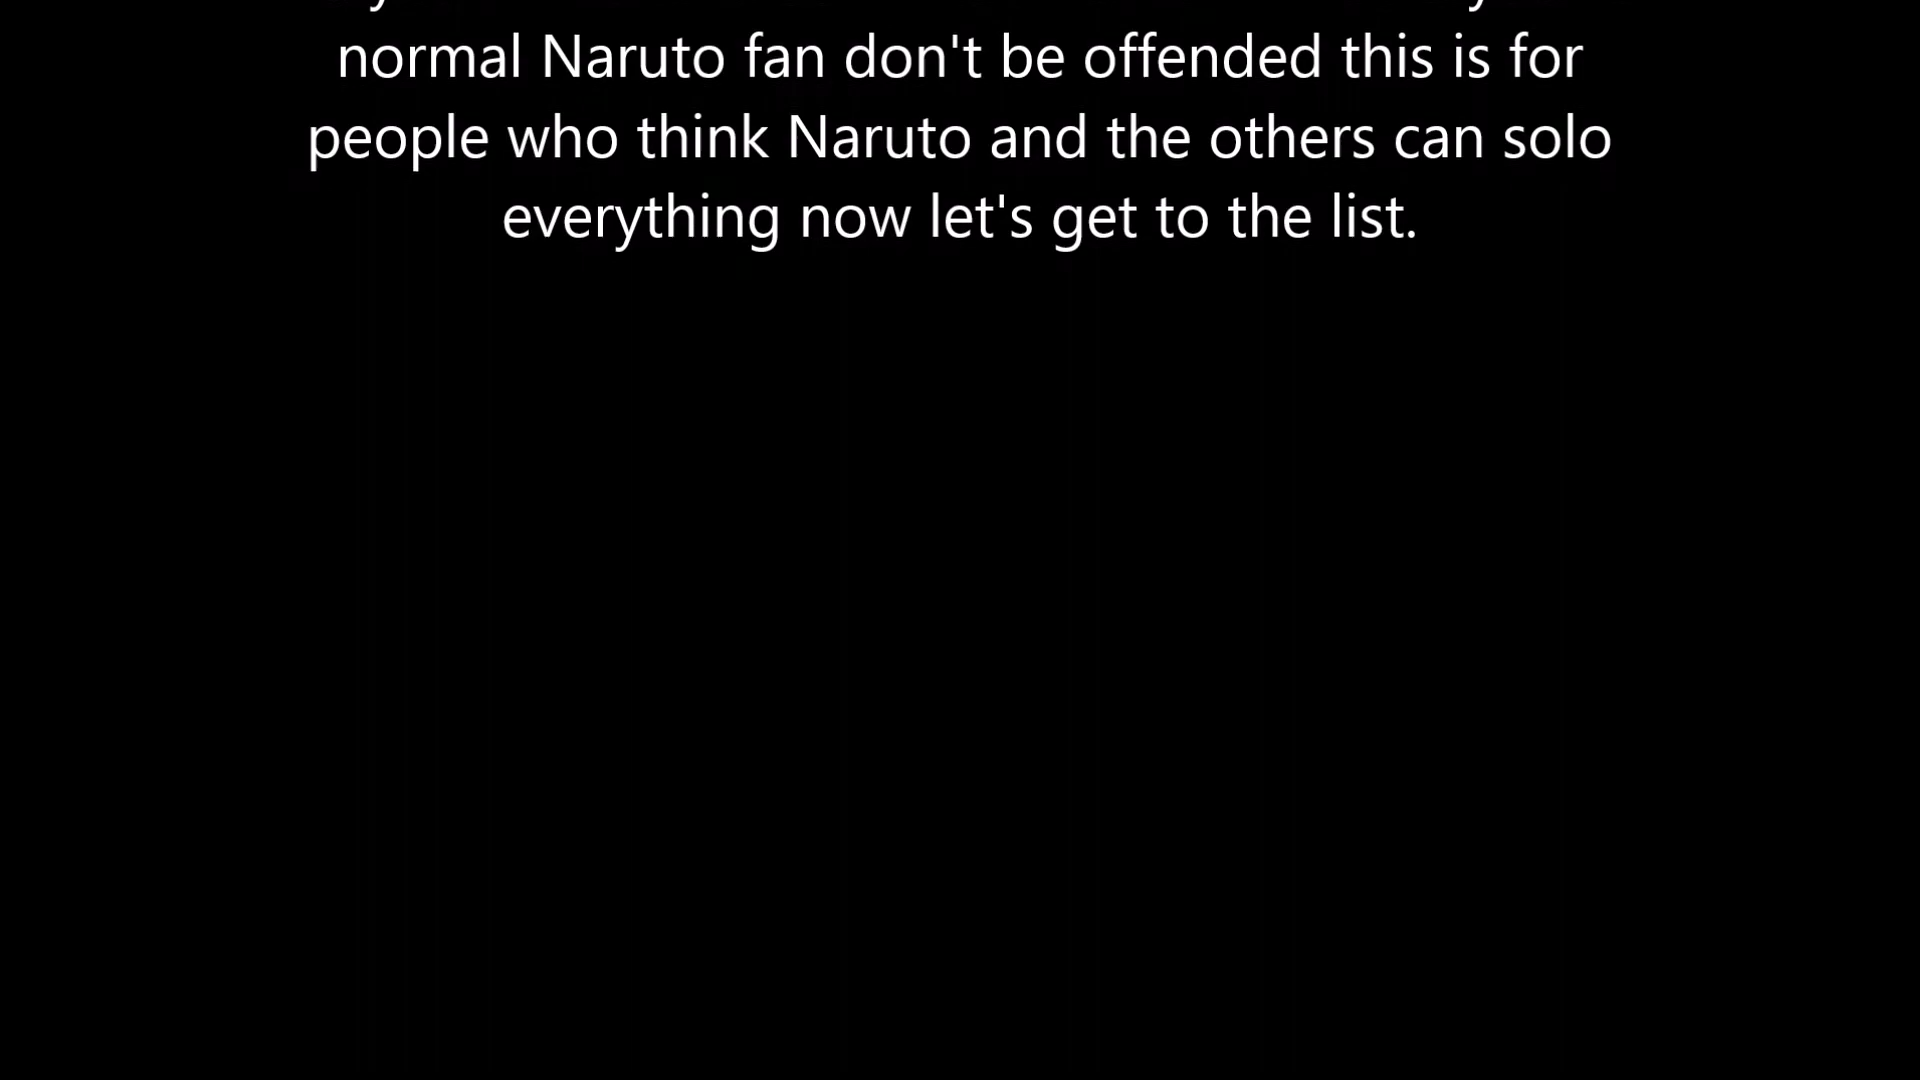 normal Naruto fan don't be offended this is for
people who think Naruto and the others can solo
everything now let's get to the list.